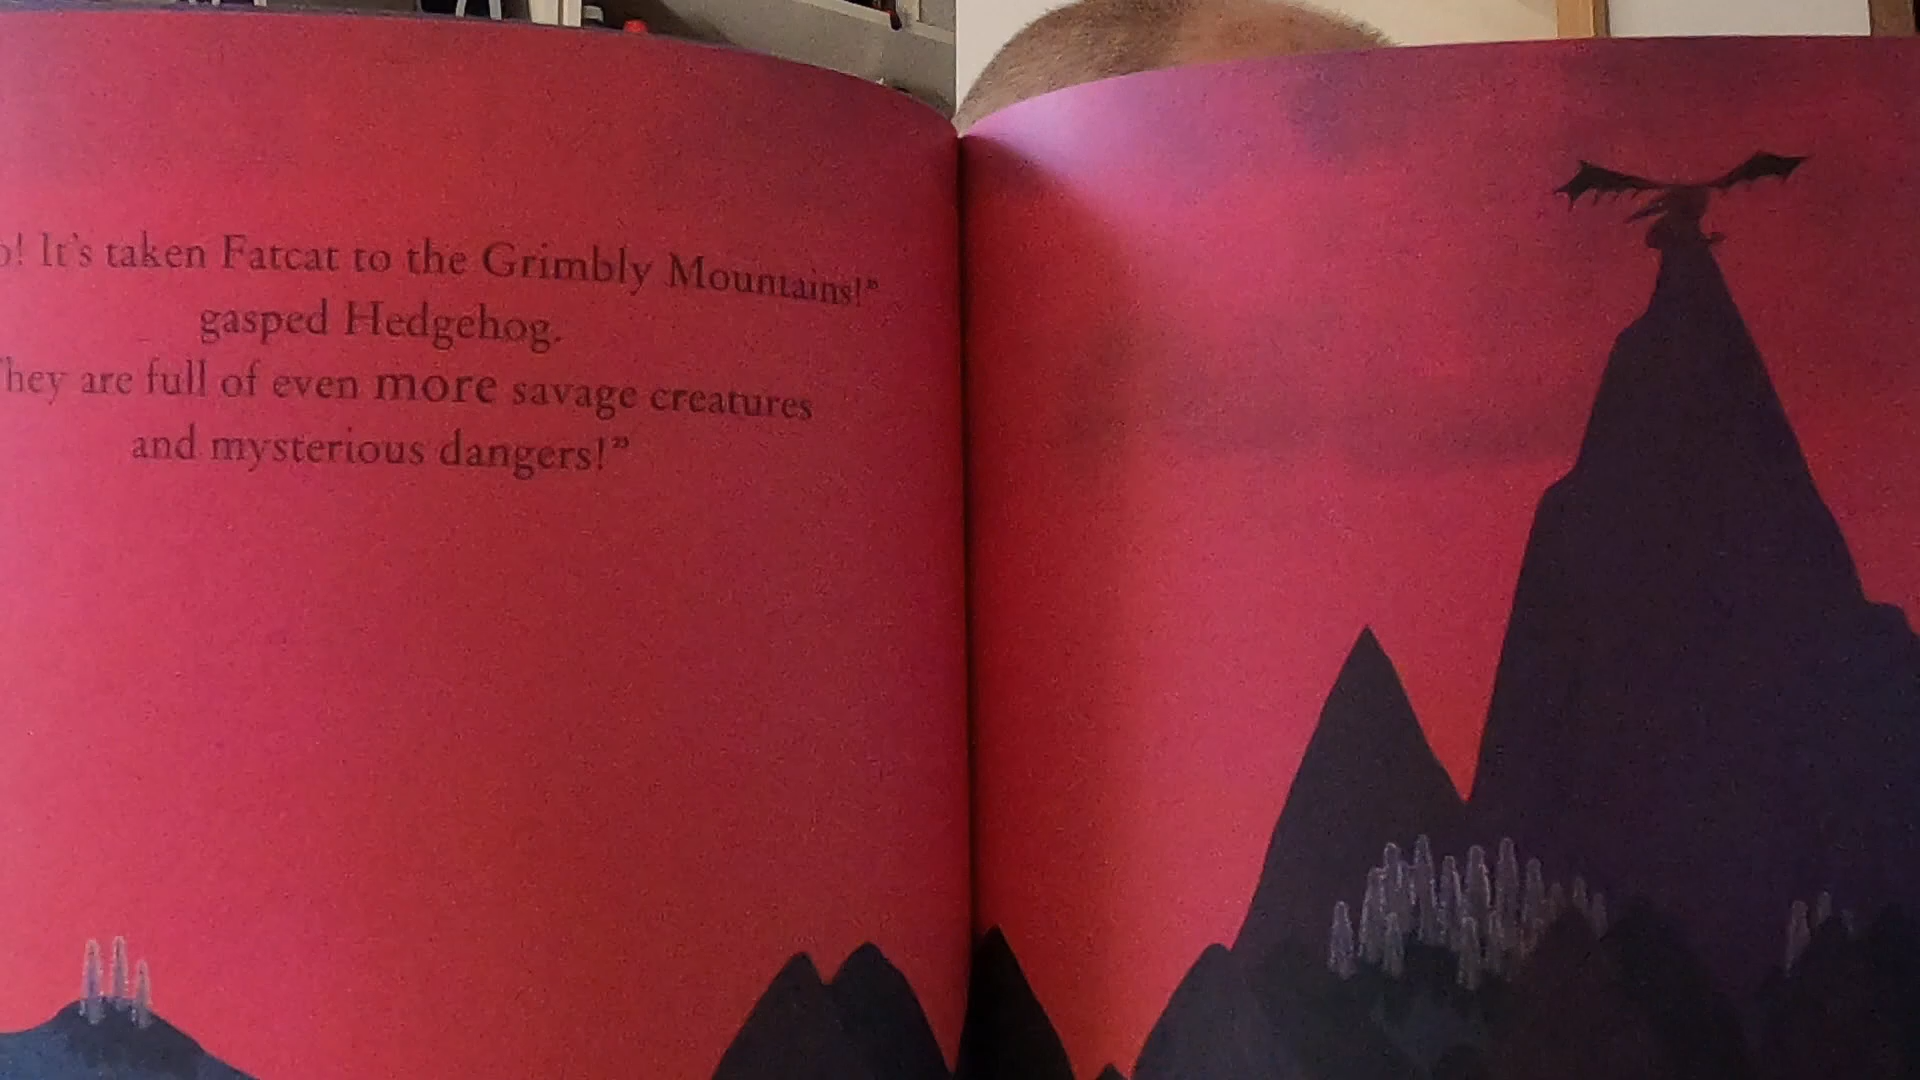 o! It's taken Fatcat to the Grimbly Mountains!”
gasped Hedgehog.
They are full of even more savage creatures
and mysterious dangers!”